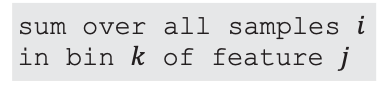 sum over all samples i
in bin k of feature j